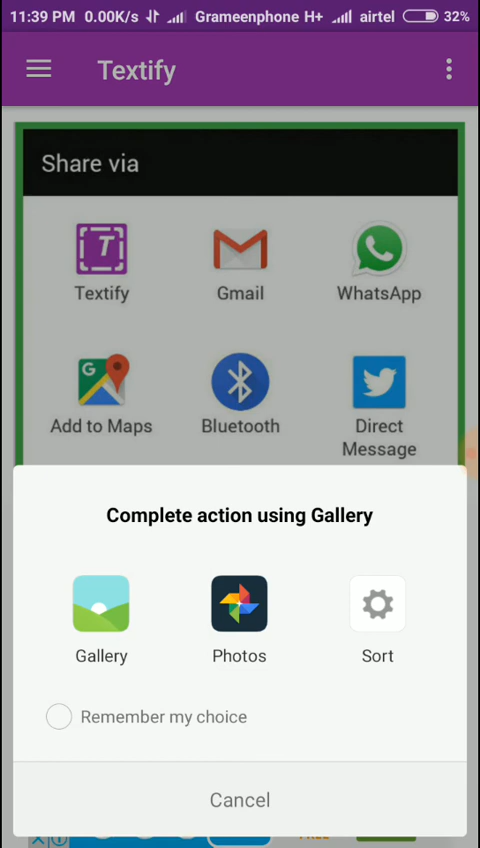 11:39 PM 0.00K/s Grameenphone H+ airtel 32%
Textify
Share via
T
Textify Gmail WhatsApp
G
Add to Maps Bluetooth Direct
Message
Complete action using Gallery
Gallery Photos Sort
Remember my choice
Cancel
FREE